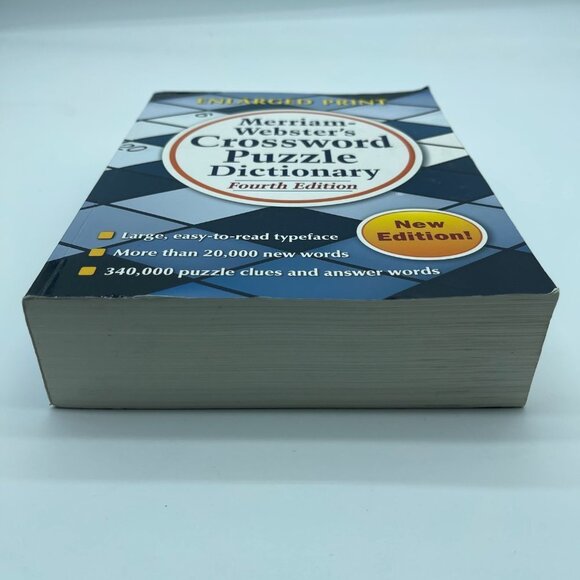 ENLARGED PRINT
Merriam-
Webster's
Crossword
Puzzle
Dictionary
Fourth Edition
New
Edition!
Large, easy-to-read typeface
More than 20,000 new words
340,000 puzzle clues and answer words